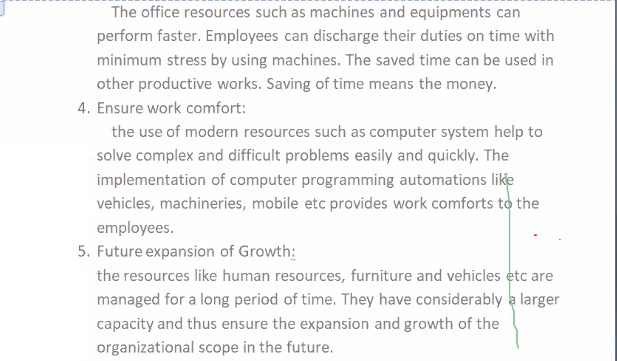 The office resources such as machines and equipments can
perform faster. Employees can discharge their duties on time with
minimum stress by using machines. The saved time can be used in
other productive works. Saving of time means the money.
4. Ensure work comfort:
the use of modern resources such as computer system help to
solve complex and difficult problems easily and quickly. The
implementation of computer programming automations like
vehicles, machineries, mobile etc provides work comforts to the
employees.
5. Future expansion of Growth:
the resources like human resources, furniture and vehicles etc are
managed for a long period of time. They have considerably a larger
capacity and thus ensure the expansion and growth of the
organizational scope in the future.